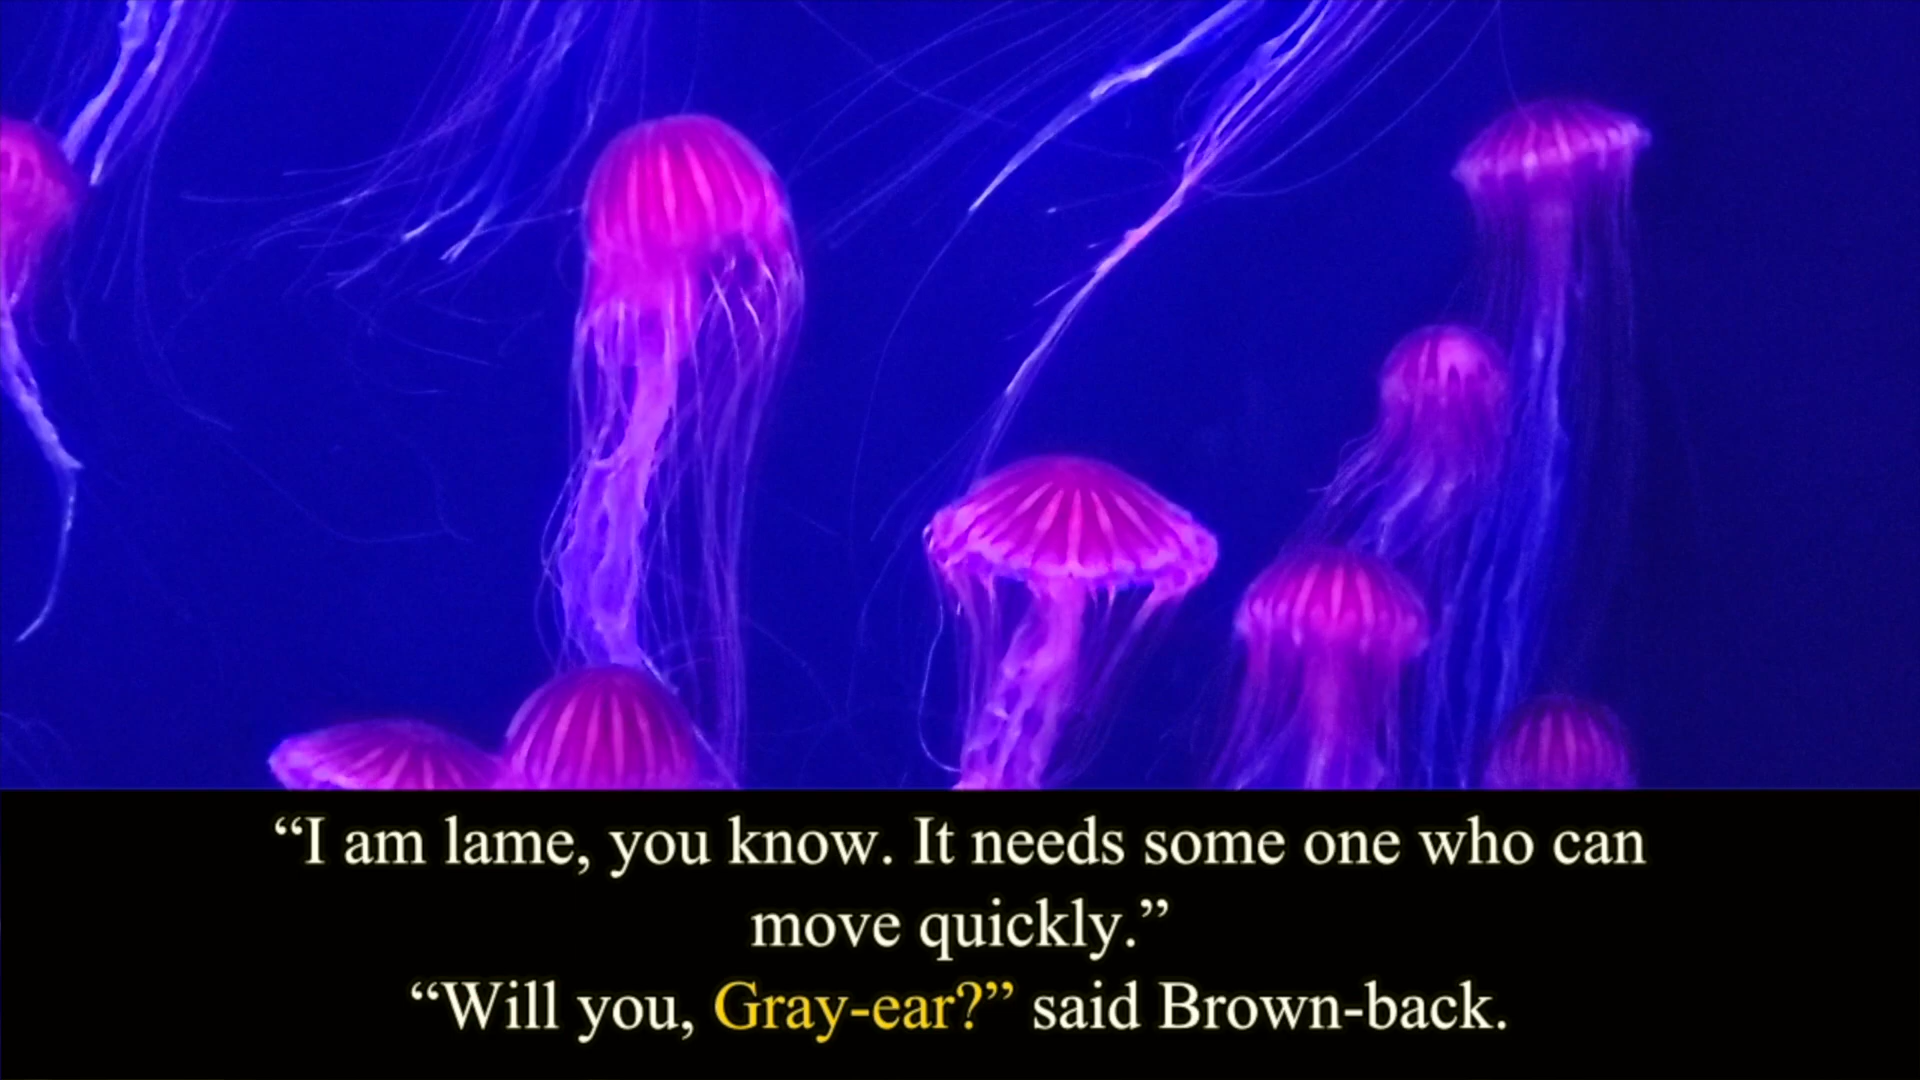 “I am lame, you know. It needs some one who can
move quickly.”
“Will you, Gray-ear?” said Brown-back.